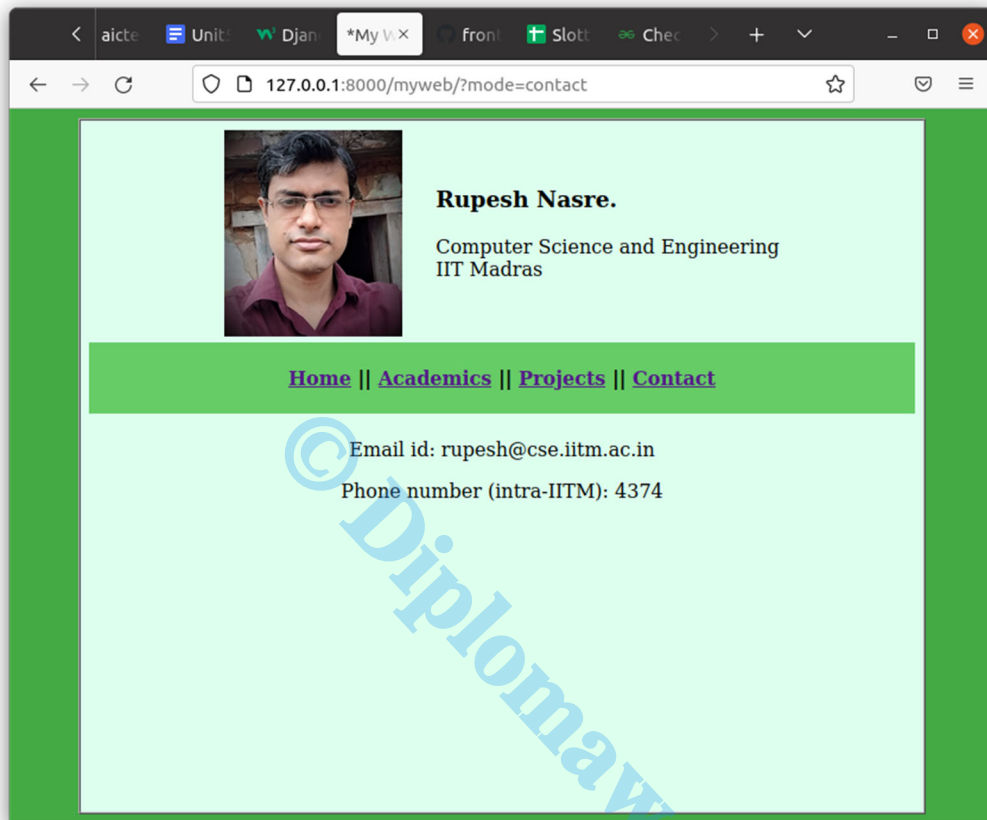 aicte Unit Djan *My W fron Slott Chec
127.0.0.1:8000/myweb/?mode=contact
Rupesh Nasre.
Computer Science and Engineering
IIT Madras
Home || Academics || Projects || Contact
Email id: rupesh@cse.iitm.ac.in
Phone number (intra-IITM): 4374
© Diplomaw